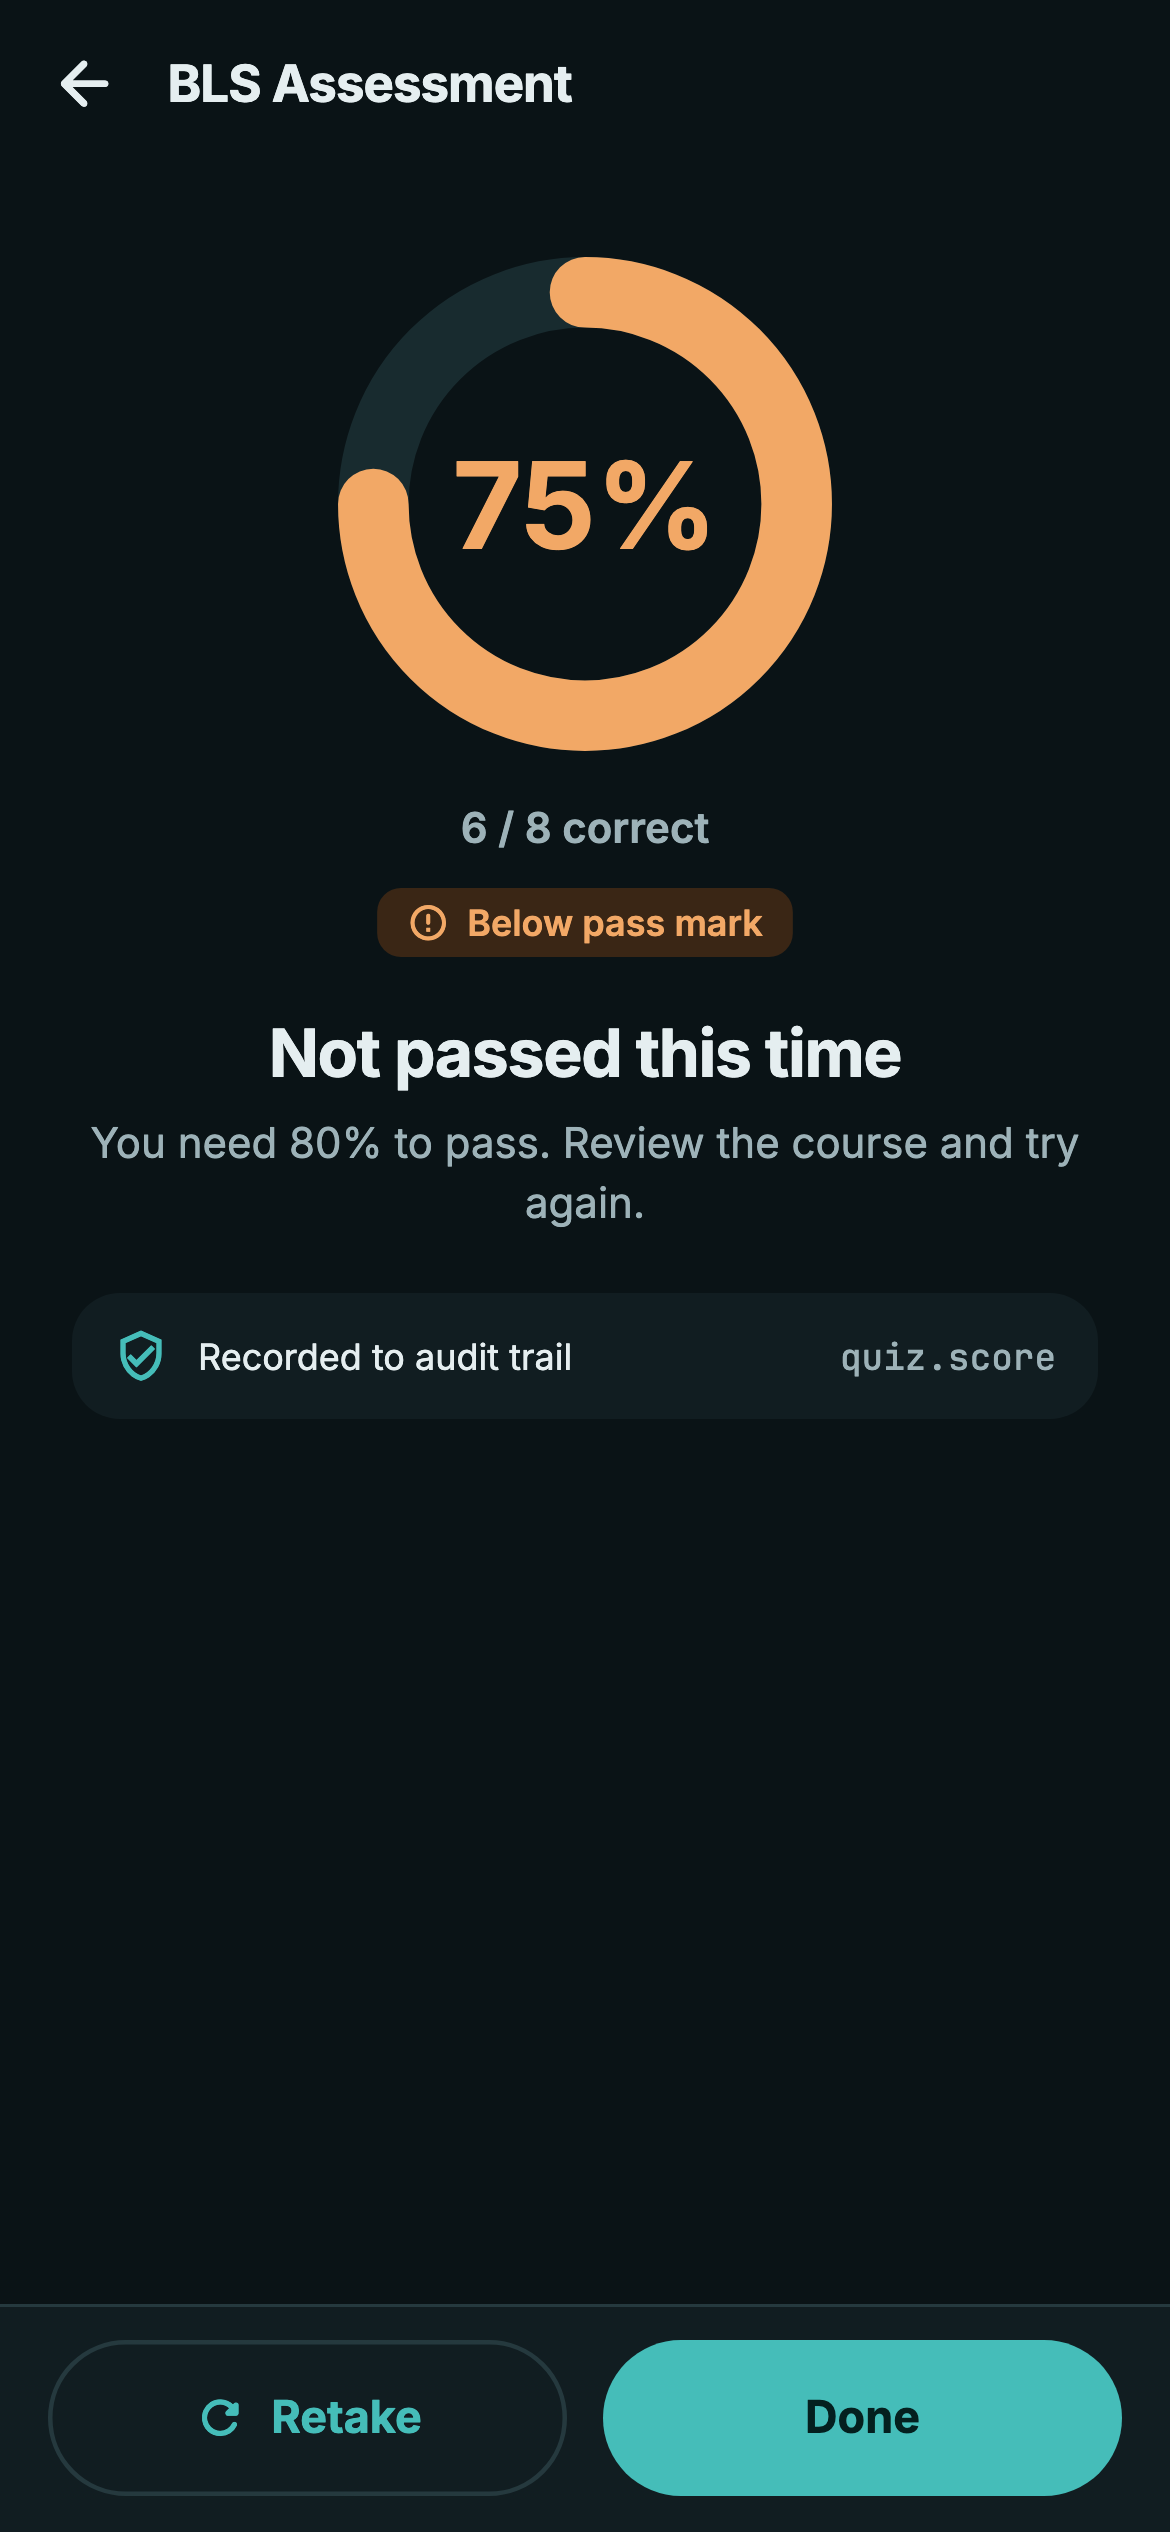 BLS Assessment
75%
6 / 8 correct
Below pass mark
Not passed this time
You need 80% to pass. Review the course and try
again.
Recorded to audit trail quiz.score
Retake Done